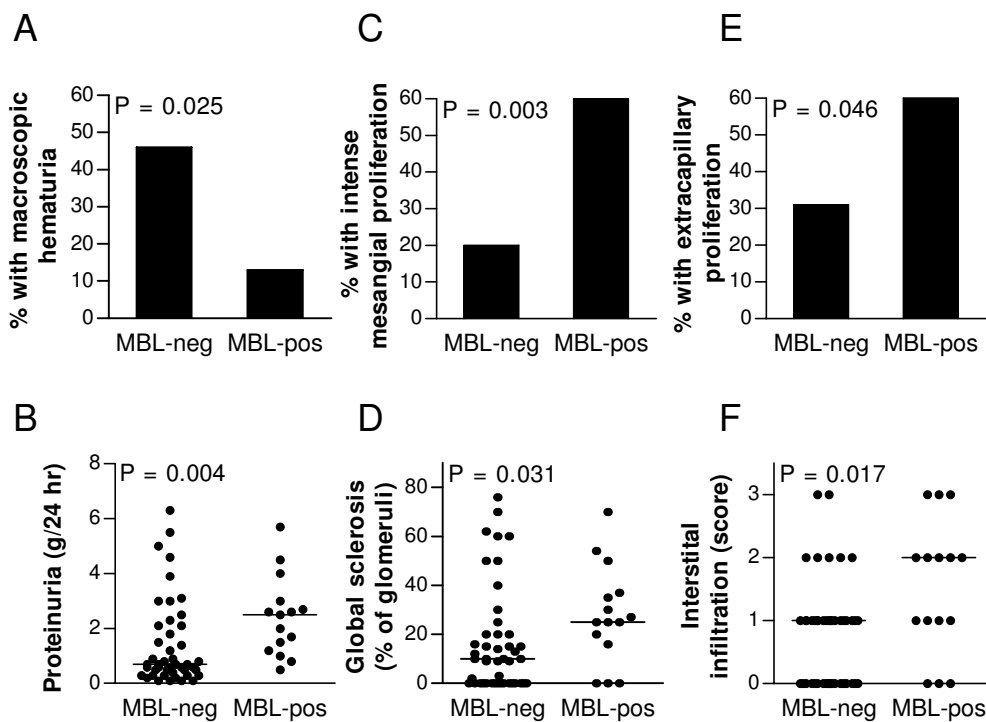 A
% with macroscopic
hematuria
60
50
40
30
20
10
0
P = 0.025
MBL-neg MBL-pos
C
% with intense
mesangial proliferation
60
50
40
30
20
10
0
P = 0.003
MBL-neg MBL-pos
E
% with extracapillary
proliferation
60
50
40
30
20
10
0
P = 0.046
MBL-neg MBL-pos
B
Proteinuria (g/24 hr)
8
6
4
2
0
P = 0.004
MBL-neg MBL-pos
D
Global sclerosis
(% of glomeruli)
80
60
40
20
0
P = 0.031
MBL-neg MBL-pos
F
Interstital
infiltration (score)
3
2
1
0
P = 0.017
MBL-neg MBL-pos